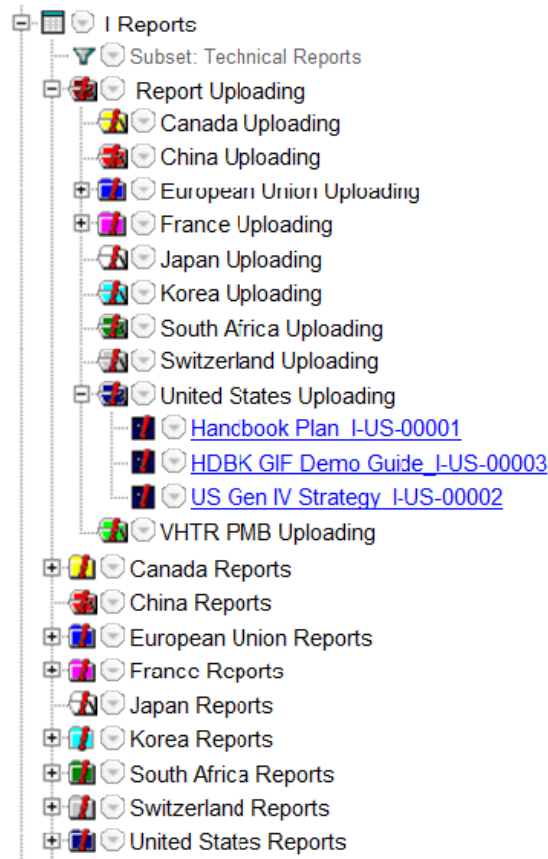 I Reports
Subset: Technical Reports
Report Uploading
Canada Uploading
China Uploading
European Union Uploading
France Uploading
Japan Uploading
Korea Uploading
South Africa Uploading
Switzerland Uploading
United States Uploading
Handbook Plan_I-US-00001
HDBK GIF Demo Guide_I-US-00003
US Gen IV Strategy_I-US-00002
VHTR PMB Uploading
Canada Reports
China Reports
European Union Reports
France Reports
Japan Reports
Korea Reports
South Africa Reports
Switzerland Reports
United States Reports